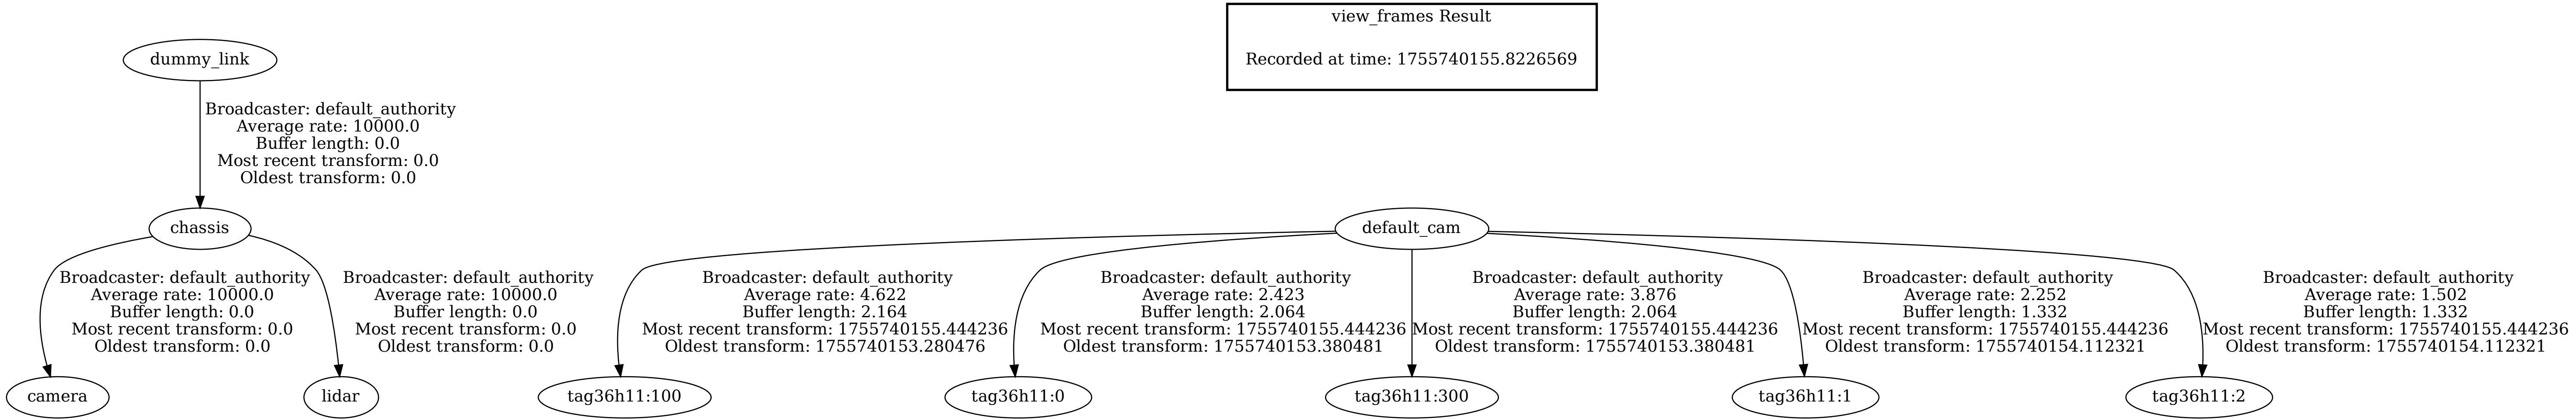 view_frames Result
Recorded at time: 1755740155.8226569
dummy_link
Broadcaster: default_authority
Average rate: 10000.0
Buffer length: 0.0
Most recent transform: 0.0
Oldest transform: 0.0
chassis
default_cam
Broadcaster: default_authority
Average rate: 10000.0
Buffer length: 0.0
Most recent transform: 0.0
Oldest transform: 0.0
Broadcaster: default_authority
Average rate: 10000.0
Buffer length: 0.0
Most recent transform: 0.0
Oldest transform: 0.0
Broadcaster: default_authority
Average rate: 4.622
Buffer length: 2.164
Most recent transform: 1755740155.444236
Oldest transform: 1755740153.280476
Broadcaster: default_authority
Average rate: 2.423
Buffer length: 2.064
Most recent transform: 1755740155.444236
Oldest transform: 1755740153.380481
Broadcaster: default_authority
Average rate: 3.876
Buffer length: 2.064
Most recent transform: 1755740155.444236
Oldest transform: 1755740153.380481
Broadcaster: default_authority
Average rate: 2.252
Buffer length: 1.332
Most recent transform: 1755740155.444236
Oldest transform: 1755740154.112321
Broadcaster: default_authority
Average rate: 1.502
Buffer length: 1.332
Most recent transform: 1755740155.444236
Oldest transform: 1755740154.112321
camera
lidar
tag36h11:100
tag36h11:0
tag36h11:300
tag36h11:1
tag36h11:2